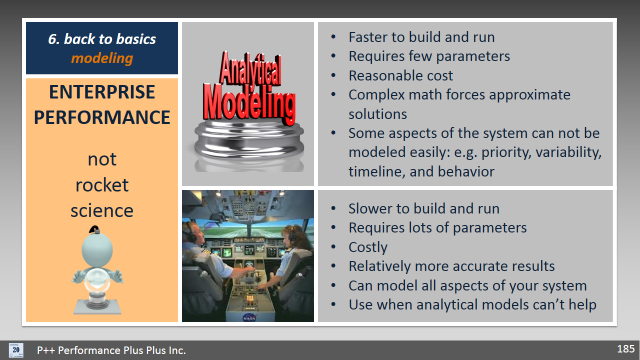 6. back to basics
modeling
ENTERPRISE
PERFORMANCE
not
rocket
science
Analytical
Modeling
• Faster to build and run
• Requires few parameters
• Reasonable cost
• Complex math forces approximate
solutions
• Some aspects of the system can not be
modeled easily: e.g. priority, variability,
timeline, and behavior
• Slower to build and run
• Requires lots of parameters
• Costly
• Relatively more accurate results
• Can model all aspects of your system
• Use when analytical models can't help
20
P++ Performance Plus Plus Inc.
185